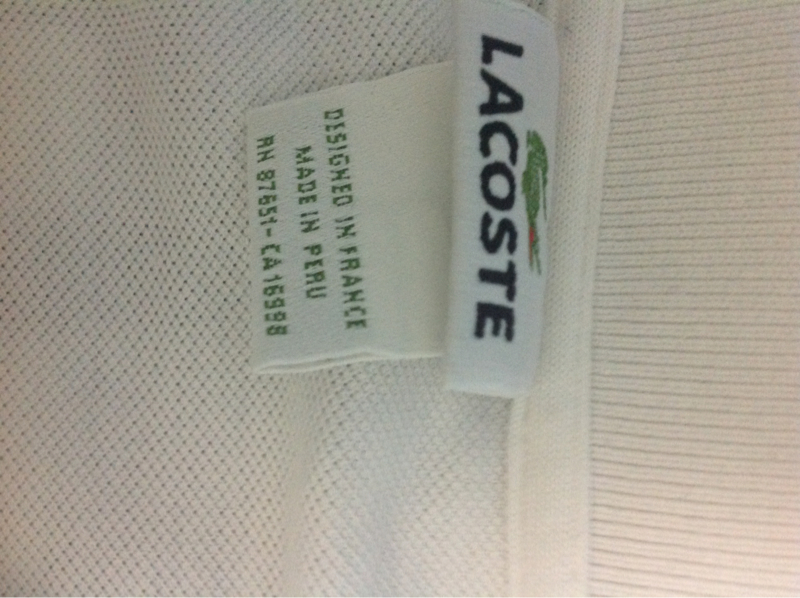 LACOSTE
DESIGNED IN FRANCE
MADE IN PERU
RN 87651 - CA 16998